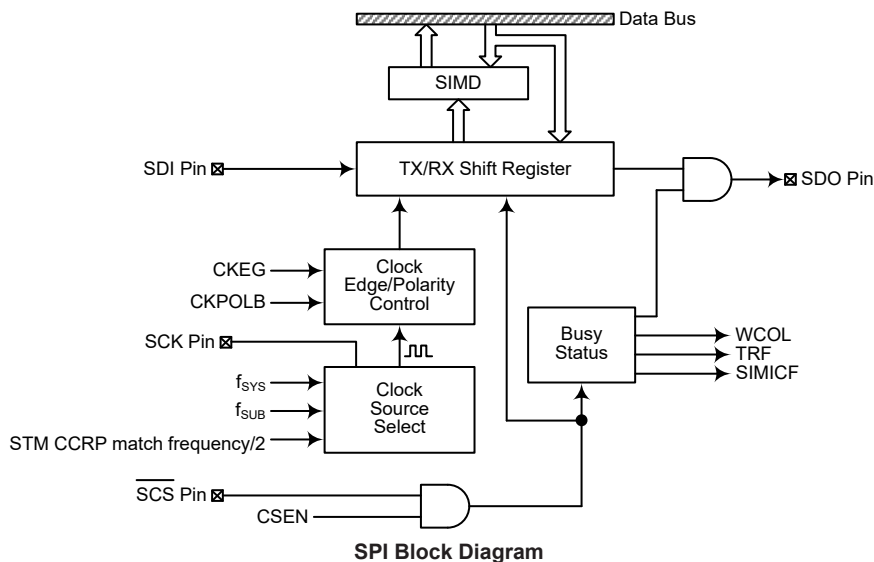 Data Bus
SIMD
SDI Pin
TX/RX Shift Register
SDO Pin
CKEG
CKPOLB
Clock
Edge/Polarity
Control
SCK Pin
Busy
Status
WCOL
TRF
SIMICF
fSYS
fSUB
STM CCRP match frequency/2
Clock
Source
Select
SCS Pin
CSEN
SPI Block Diagram